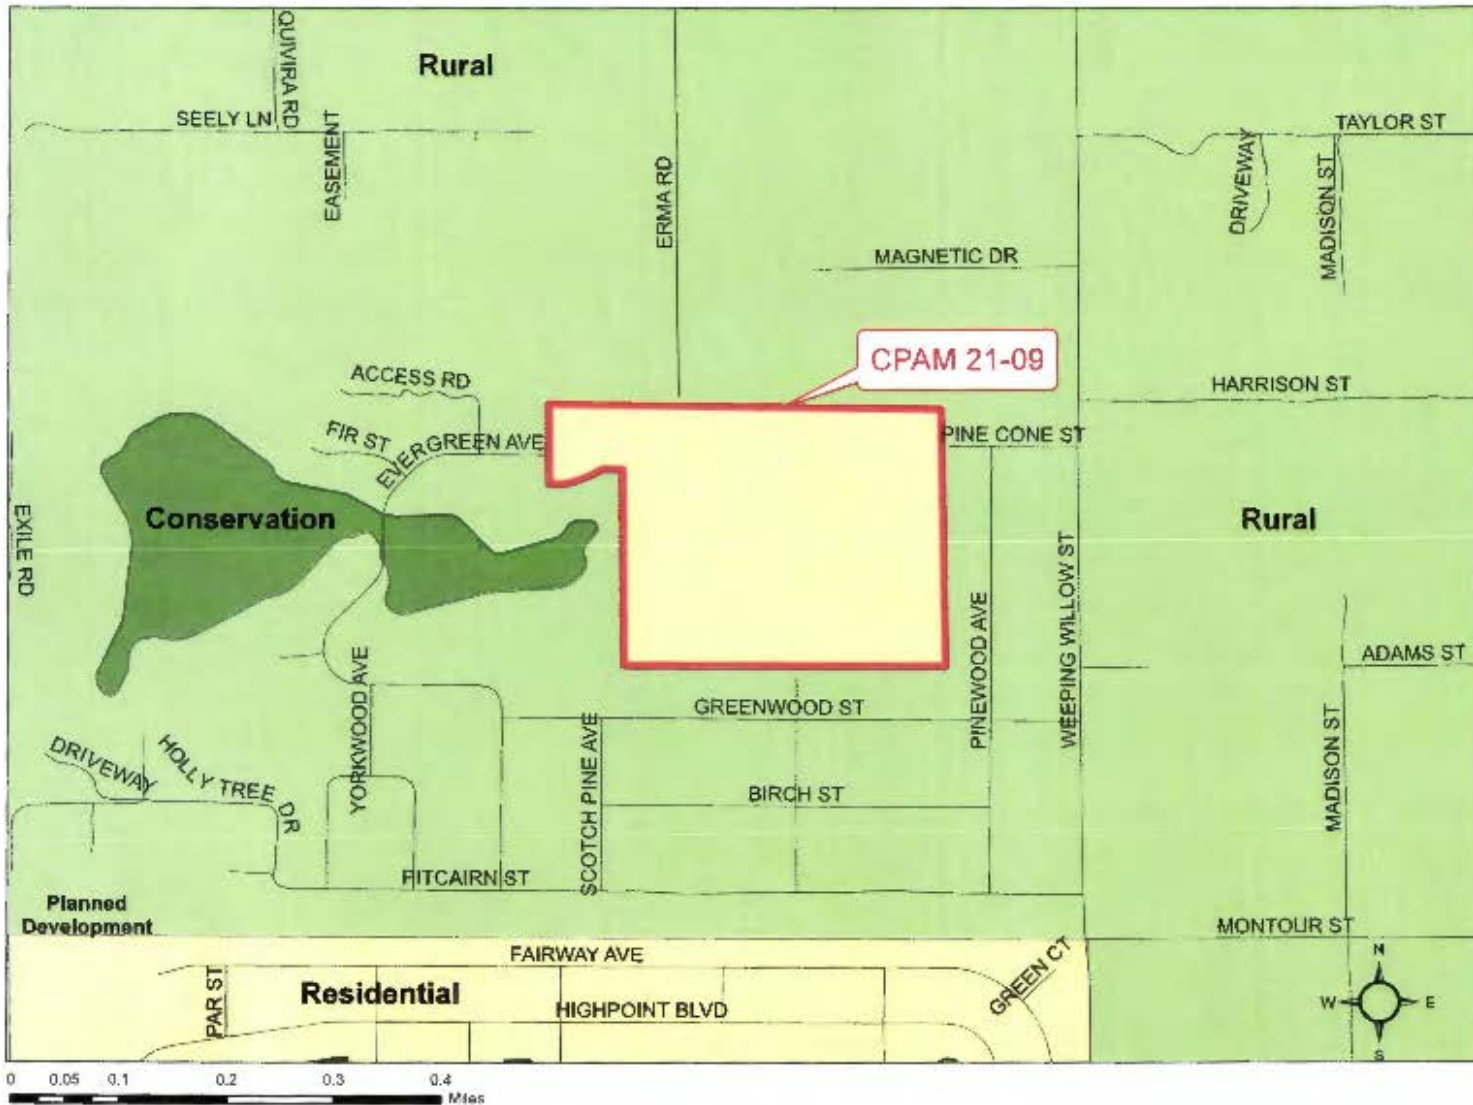 QUIVIRA RD
Rural
SEELY LN
EASEMENT
ERMA RD
TAYLOR ST
DRIVEWAY
MADISON ST
MAGNETIC DR
CPAM 21-09
ACCESS RD
HARRISON ST
FIR ST
EVERGREEN AVE
PINE CONE ST
Conservation
Rural
EXILE RD
WEEPING WILLOW ST
PINEWOOD AVE
YORKWOOD AVE
ADAMS ST
GREENWOOD ST
SCOTCH PINE AVE
DRIVEWAY
HOLLY TREE DR
BIRCH ST
MADISON ST
PITCAIRN ST
Planned
Development
MONTOUR ST
FAIRWAY AVE
GREEN CT
PAR ST
Residential
HIGHPOINT BLVD
N
W
E
S
0 0.05 0.1 0.2 0.3 0.4
Miles